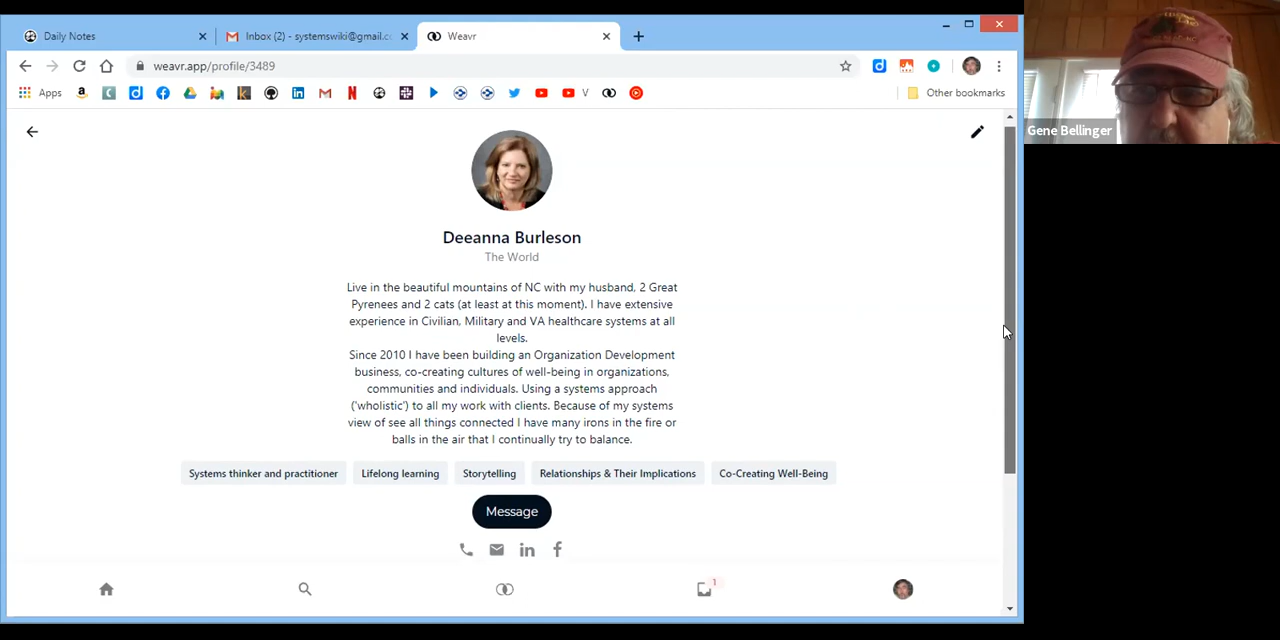 Daily Notes
Inbox (2) - systemswiki@gmail.c
Weavr
weavr.app/profile/3489
Apps
V
Other bookmarks
Gene Bellinger
Deeanna Burleson
The World
Live in the beautiful mountains of NC with my husband, 2 Great
Pyrenees and 2 cats (at least at this moment). I have extensive
experience in Civilian, Military and VA healthcare systems at all
levels.
Since 2010 I have been building an Organization Development
business, co-creating cultures of well-being in organizations,
communities and individuals. Using a systems approach
('wholistic') to all my work with clients. Because of my systems
view of see all things connected I have many irons in the fire or
balls in the air that I continually try to balance.
Systems thinker and practitioner
Lifelong learning
Storytelling
Relationships & Their Implications
Co-Creating Well-Being
Message
1